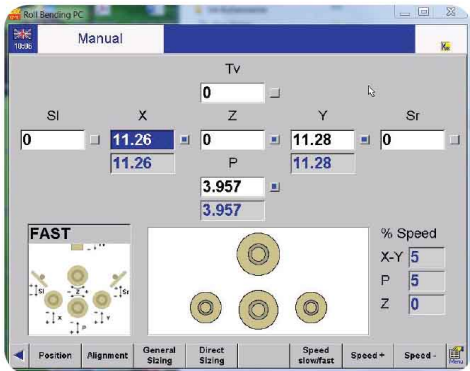 Roll Bending PC
10:06
Manual
Tv
0
Sl X Z Y Sr
0 11.26 0 11.28 0
11.26 P 11.28
3.957
3.957
FAST
% Speed
X-Y 5
P 5
Z 0
Sl Z Sr
X P Y
Position Alignment General Sizing Direct Sizing Speed slow/fast Speed + Speed - Menu